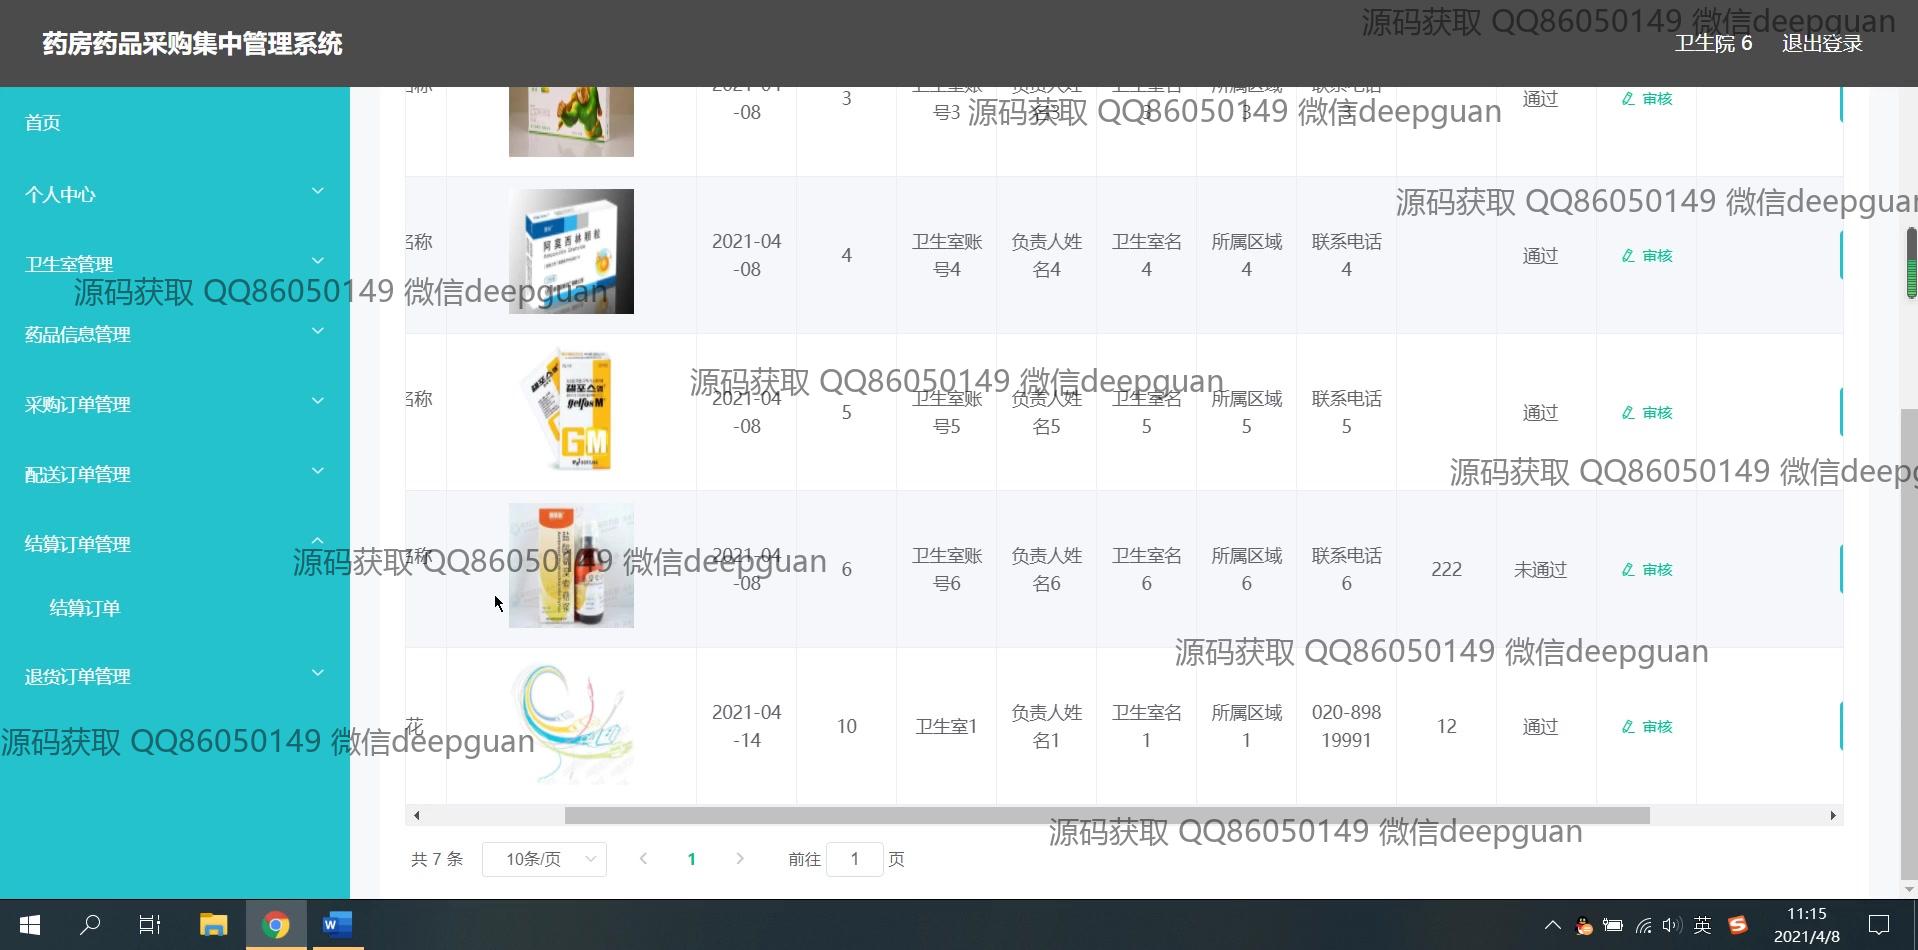 药房药品采购集中管理系统
源码获取 QQ86050149 微信deepguan
卫生院 6
退出登录
首页
个人中心
卫生室管理
药品信息管理
采购订单管理
配送订单管理
结算订单管理
结算订单
退货订单管理
-08
3
号3
名3
3
3
3
通过
审核
源码获取 QQ86050149 微信deepguan
源码获取 QQ86050149 微信deepguan
源码获取 QQ86050149 微信deepguan
名称
阿莫西林颗粒
2021-04
-08
4
卫生室账
号4
负责人姓
名4
卫生室名
4
所属区域
4
联系电话
4
通过
审核
源码获取 QQ86050149 微信deepguan
名称
겔포스엠
gelfos M
GM
2021-04
-08
5
卫生室账
号5
负责人姓
名5
卫生室名
5
所属区域
5
联系电话
5
通过
审核
源码获取 QQ86050149 微信deep
源码获取 QQ86050149 微信deepguan
名称
2021-04
-08
6
卫生室账
号6
负责人姓
名6
卫生室名
6
所属区域
6
联系电话
6
222
未通过
审核
源码获取 QQ86050149 微信deepguan
花
2021-04
-14
10
卫生室1
负责人姓
名1
卫生室名
1
所属区域
1
020-898
19991
12
通过
审核
源码获取 QQ86050149 微信deepguan
源码获取 QQ86050149 微信deepguan
共 7 条
10条/页
1
前往
1
页
英
11:15
2021/4/8